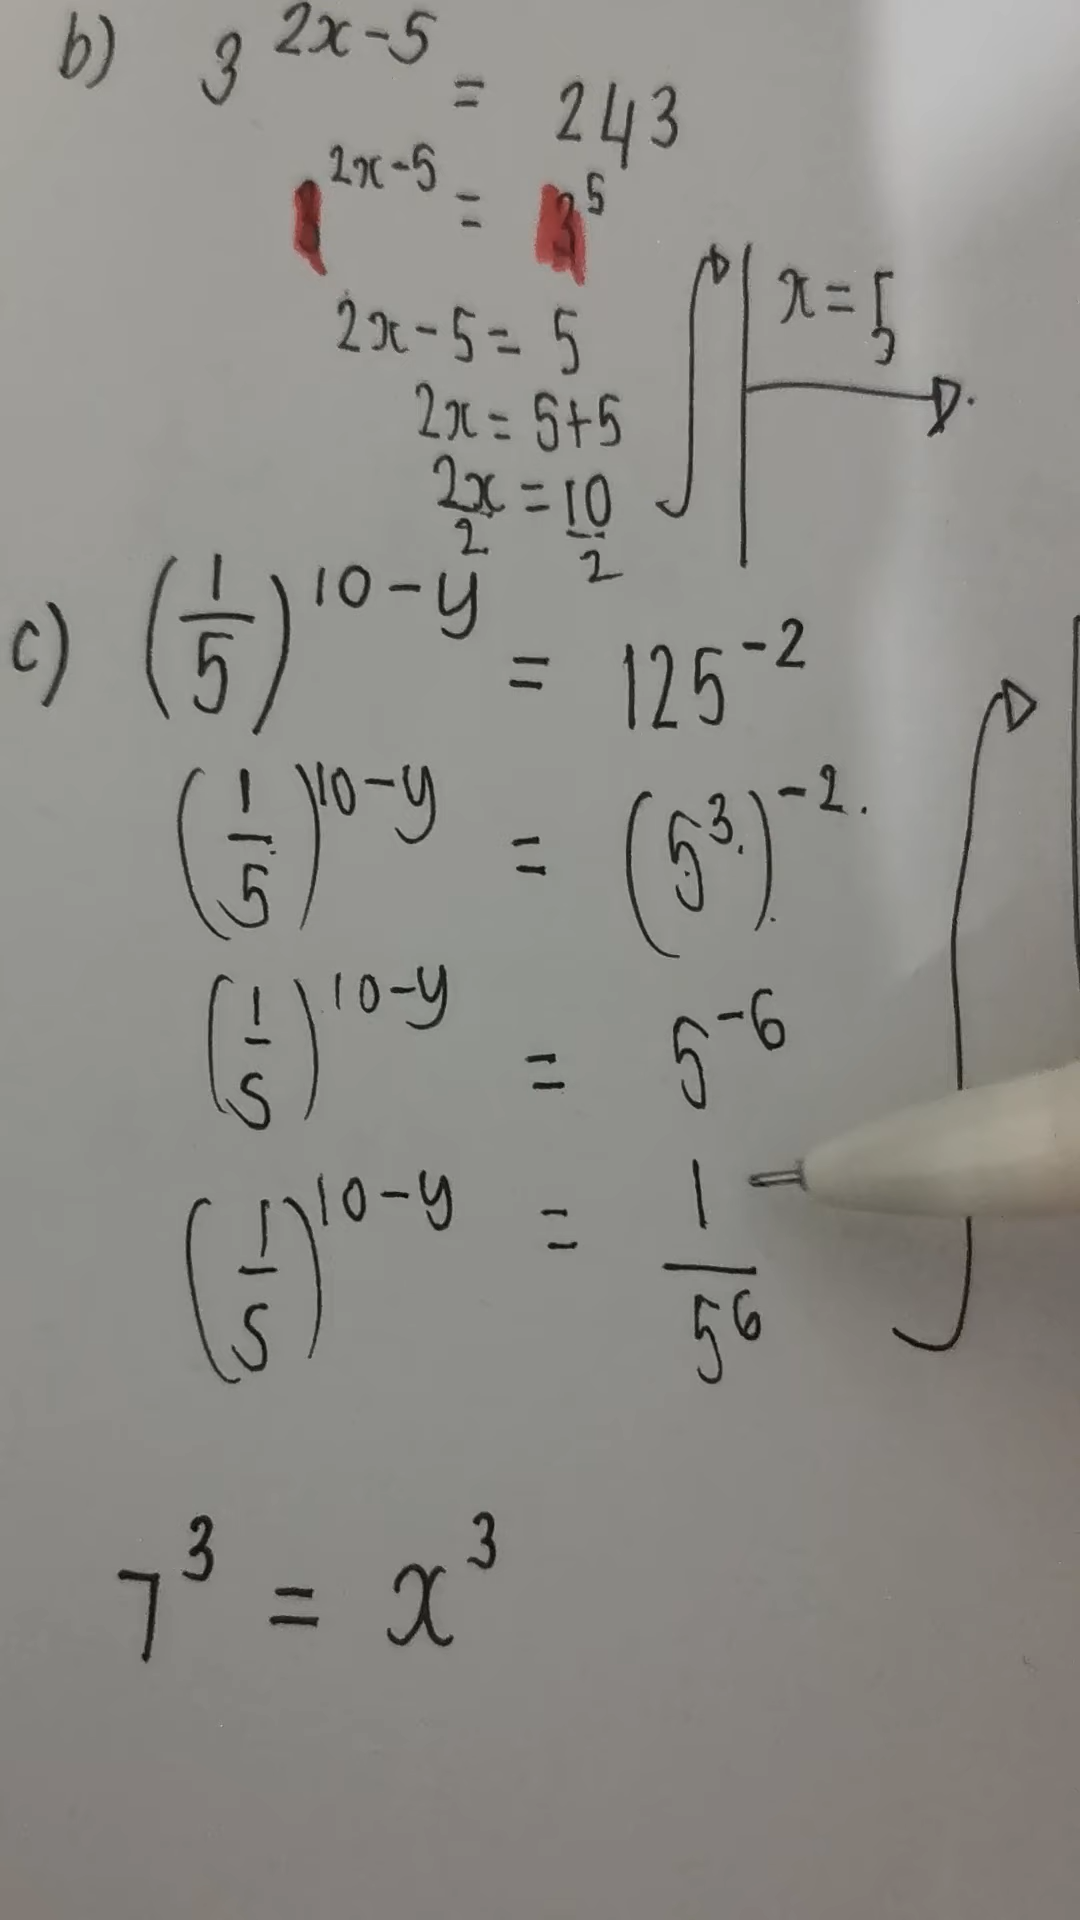 b) 3^(2x-5) = 243
3^(2x-5) = 3^5
2x-5 = 5
2x = 5+5
2x/2 = 10/2
x = 5
c) (1/5)^(10-y) = 125^(-2)
(1/5)^(10-y) = (5^3)^(-2).
(1/5)^(10-y) = 5^(-6)
(1/5)^(10-y) = 1/5^6
7^3 = x^3